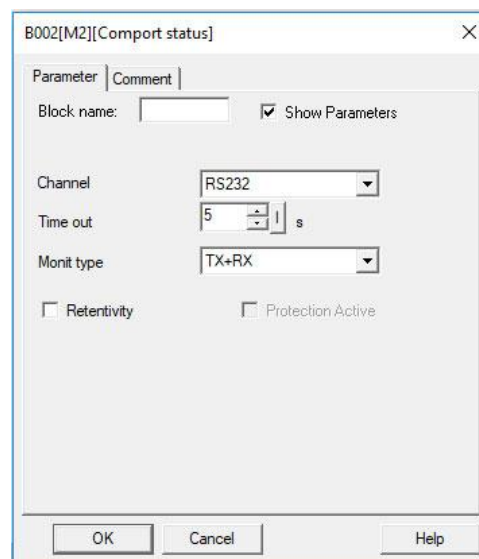 B002[M2][Comport status]
Parameter Comment
Block name: Show Parameters
Channel RS232
Time out 5 s
Monit type TX+RX
Retentivity Protection Active
OK Cancel Help